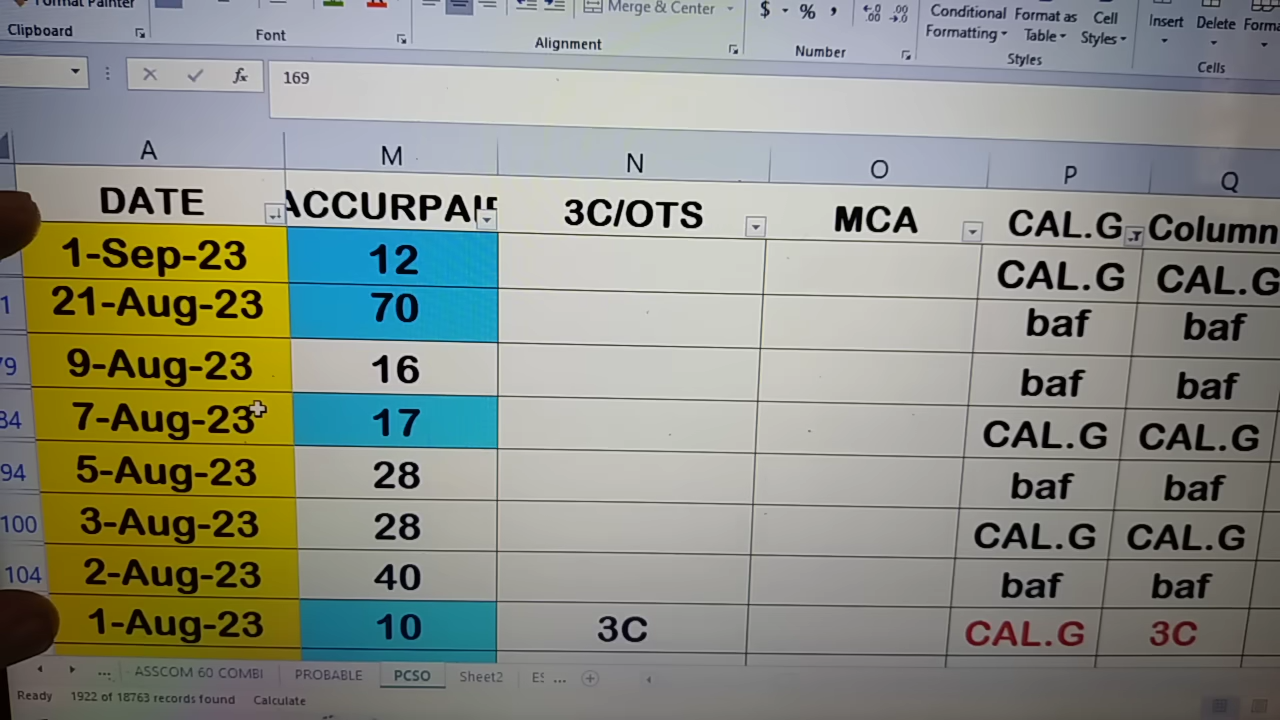 Format Painter
Merge & Center
$ % ,
Conditional Formatting
Format as Table
Cell Styles
Insert
Delete
Clipboard
Font
Alignment
Number
Styles
Cells
fx
169
A M N O P Q
DATE ACCURPAI 3C/OTS MCA CAL.G Column
1-Sep-23 12 CAL.G CAL.G
21-Aug-23 70 baf baf
9-Aug-23 16 baf baf
7-Aug-23 17 CAL.G CAL.G
5-Aug-23 28 baf baf
100 3-Aug-23 28 CAL.G CAL.G
104 2-Aug-23 40 baf baf
1-Aug-23 10 3C CAL.G 3C
... ASSCOM 60 COMBI PROBABLE PCSO Sheet2 ...
Ready 1922 of 18763 records found Calculate